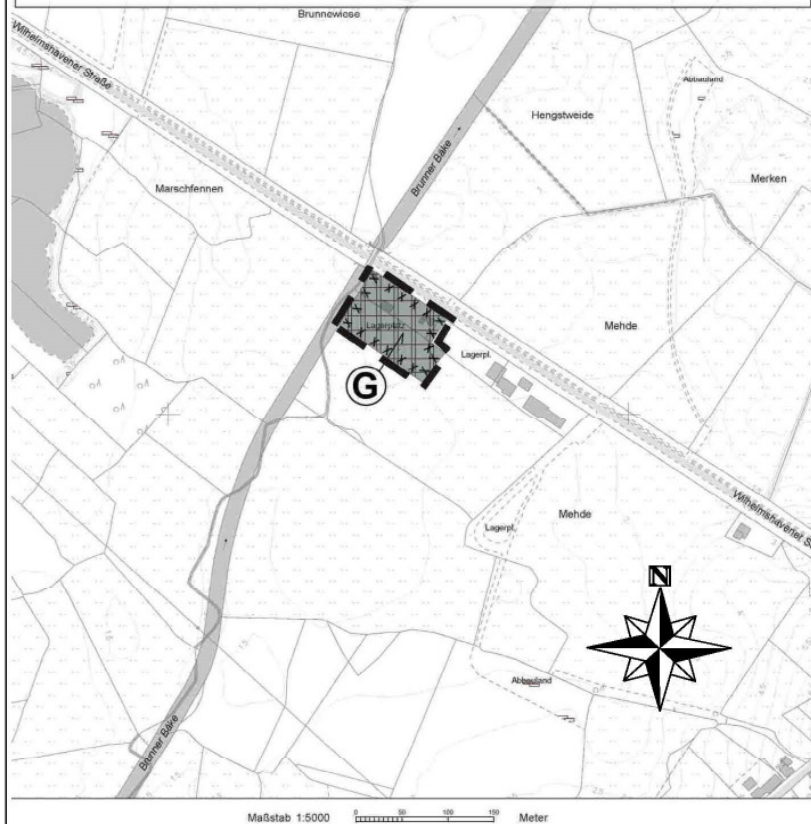 Brunnewiese
Wilhelmshavener Straße
Abbauland
Hengstweide
Brunner Bäke
Merken
Marschfennen
Lagerplatz
Mehde
Lagerpl.
G
Mehde
Lagerpl.
Wilhelmshavener S
N
Abbauland
Brunner Bäke
Maßstab 1:5000 0 50 100 150 Meter